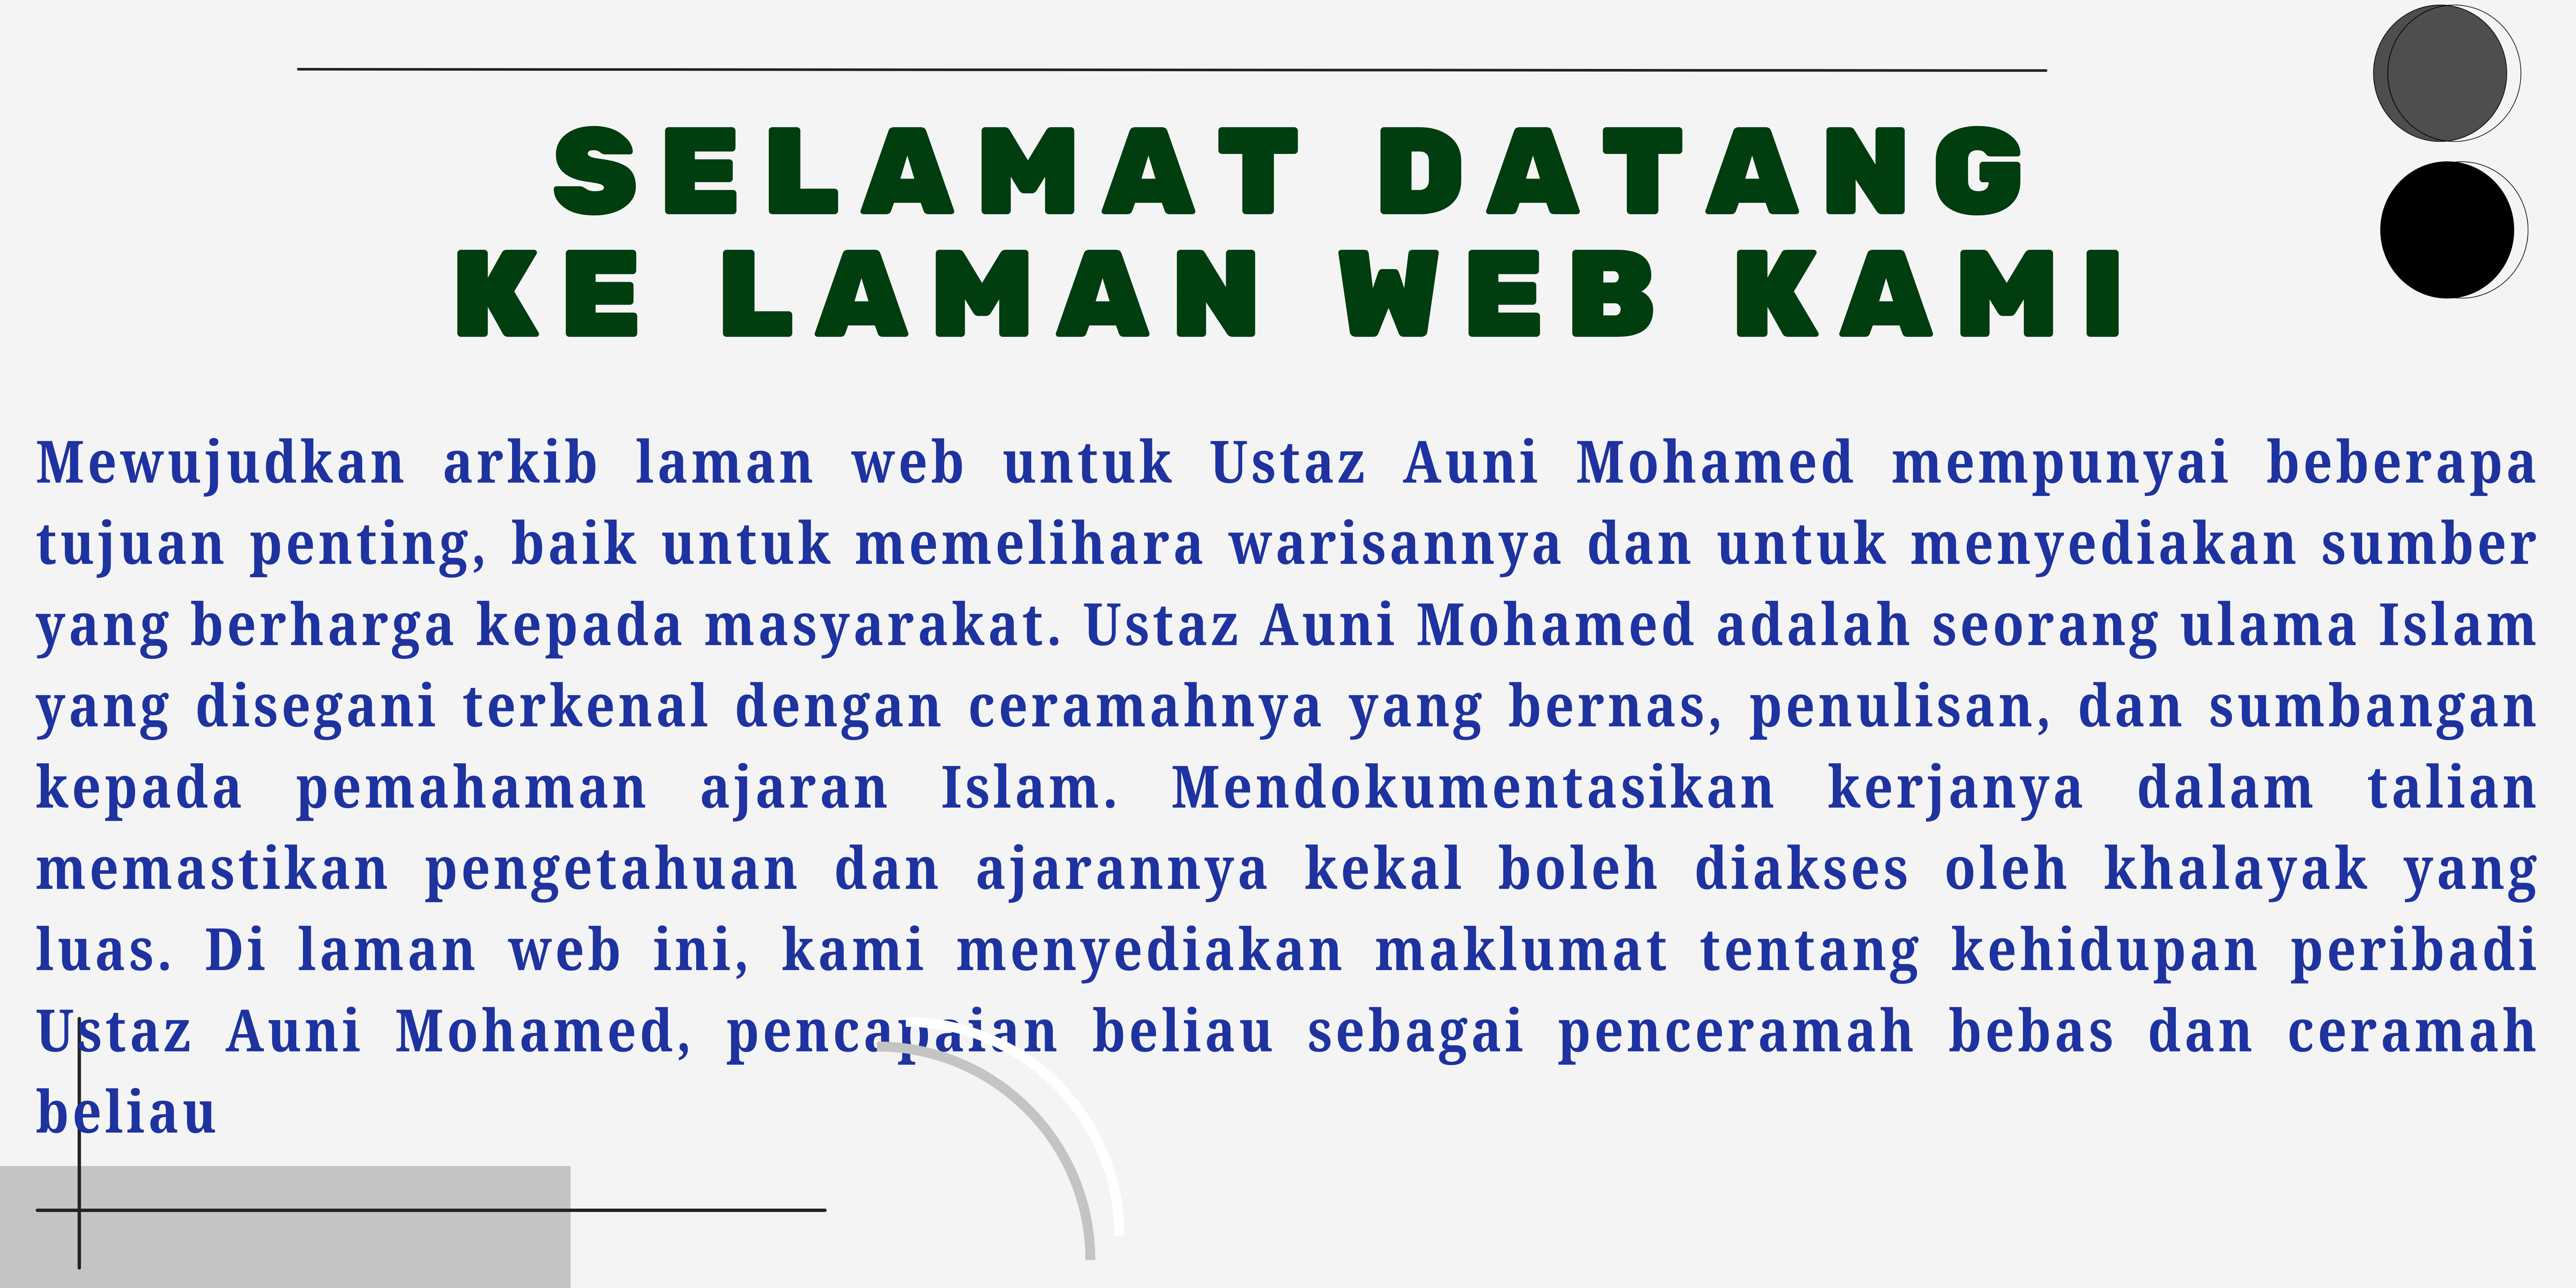 SELAMAT DATANG
KE LAMAN WEB KAMI
Mewujudkan arkib laman web untuk Ustaz Auni Mohamed mempunyai beberapa
tujuan penting, baik untuk memelihara warisannya dan untuk menyediakan sumber
yang berharga kepada masyarakat. Ustaz Auni Mohamed adalah seorang ulama Islam
yang disegani terkenal dengan ceramahnya yang bernas, penulisan, dan sumbangan
kepada pemahaman ajaran Islam. Mendokumentasikan kerjanya dalam talian
memastikan pengetahuan dan ajarannya kekal boleh diakses oleh khalayak yang
luas. Di laman web ini, kami menyediakan maklumat tentang kehidupan peribadi
Ustaz Auni Mohamed, pencapaian beliau sebagai penceramah bebas dan ceramah
beliau